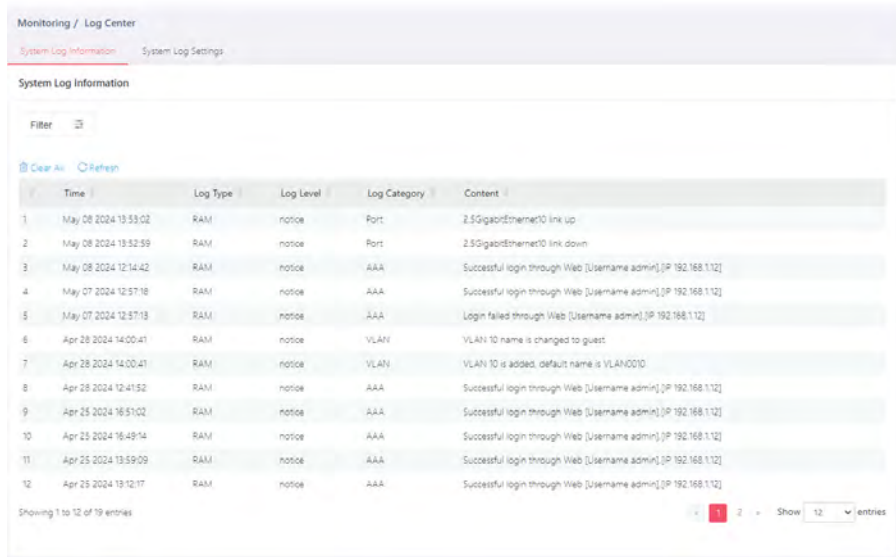 Monitoring / Log Center
System Log Information System Log Settings
System Log Information
Filter
Clear All Refresh
# Time Log Type Log Level Log Category Content
1 May 08 2024 13:53:02 RAM notice Port 2.5GigabitEthernet10 link up
2 May 08 2024 13:52:59 RAM notice Port 2.5GigabitEthernet10 link down
3 May 08 2024 12:14:42 RAM notice AAA Successful login through Web [Username admin],[IP 192.168.1.12]
4 May 07 2024 12:57:18 RAM notice AAA Successful login through Web [Username admin],[IP 192.168.1.12]
5 May 07 2024 12:57:13 RAM notice AAA Login failed through Web [Username admin],[IP 192.168.1.12]
6 Apr 28 2024 14:00:41 RAM notice VLAN VLAN 10 name is changed to guest
7 Apr 28 2024 14:00:41 RAM notice VLAN VLAN 10 is added, default name is VLAN0010
8 Apr 28 2024 12:41:52 RAM notice AAA Successful login through Web [Username admin],[IP 192.168.1.12]
9 Apr 25 2024 16:51:02 RAM notice AAA Successful login through Web [Username admin],[IP 192.168.1.12]
10 Apr 25 2024 16:49:14 RAM notice AAA Successful login through Web [Username admin],[IP 192.168.1.12]
11 Apr 25 2024 13:59:09 RAM notice AAA Successful login through Web [Username admin],[IP 192.168.1.12]
12 Apr 25 2024 13:12:17 RAM notice AAA Successful login through Web [Username admin],[IP 192.168.1.12]
Showing 1 to 12 of 19 entries « 1 2 » Show 12 entries